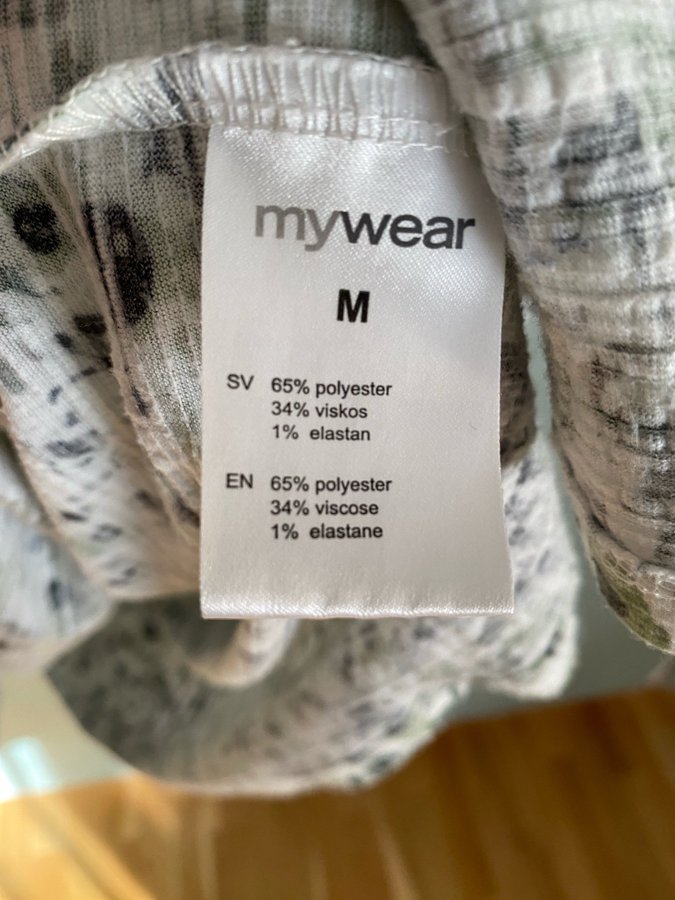 mywear
M
SV 65% polyester
34% viskos
1% elastan
EN 65% polyester
34% viscose
1% elastane